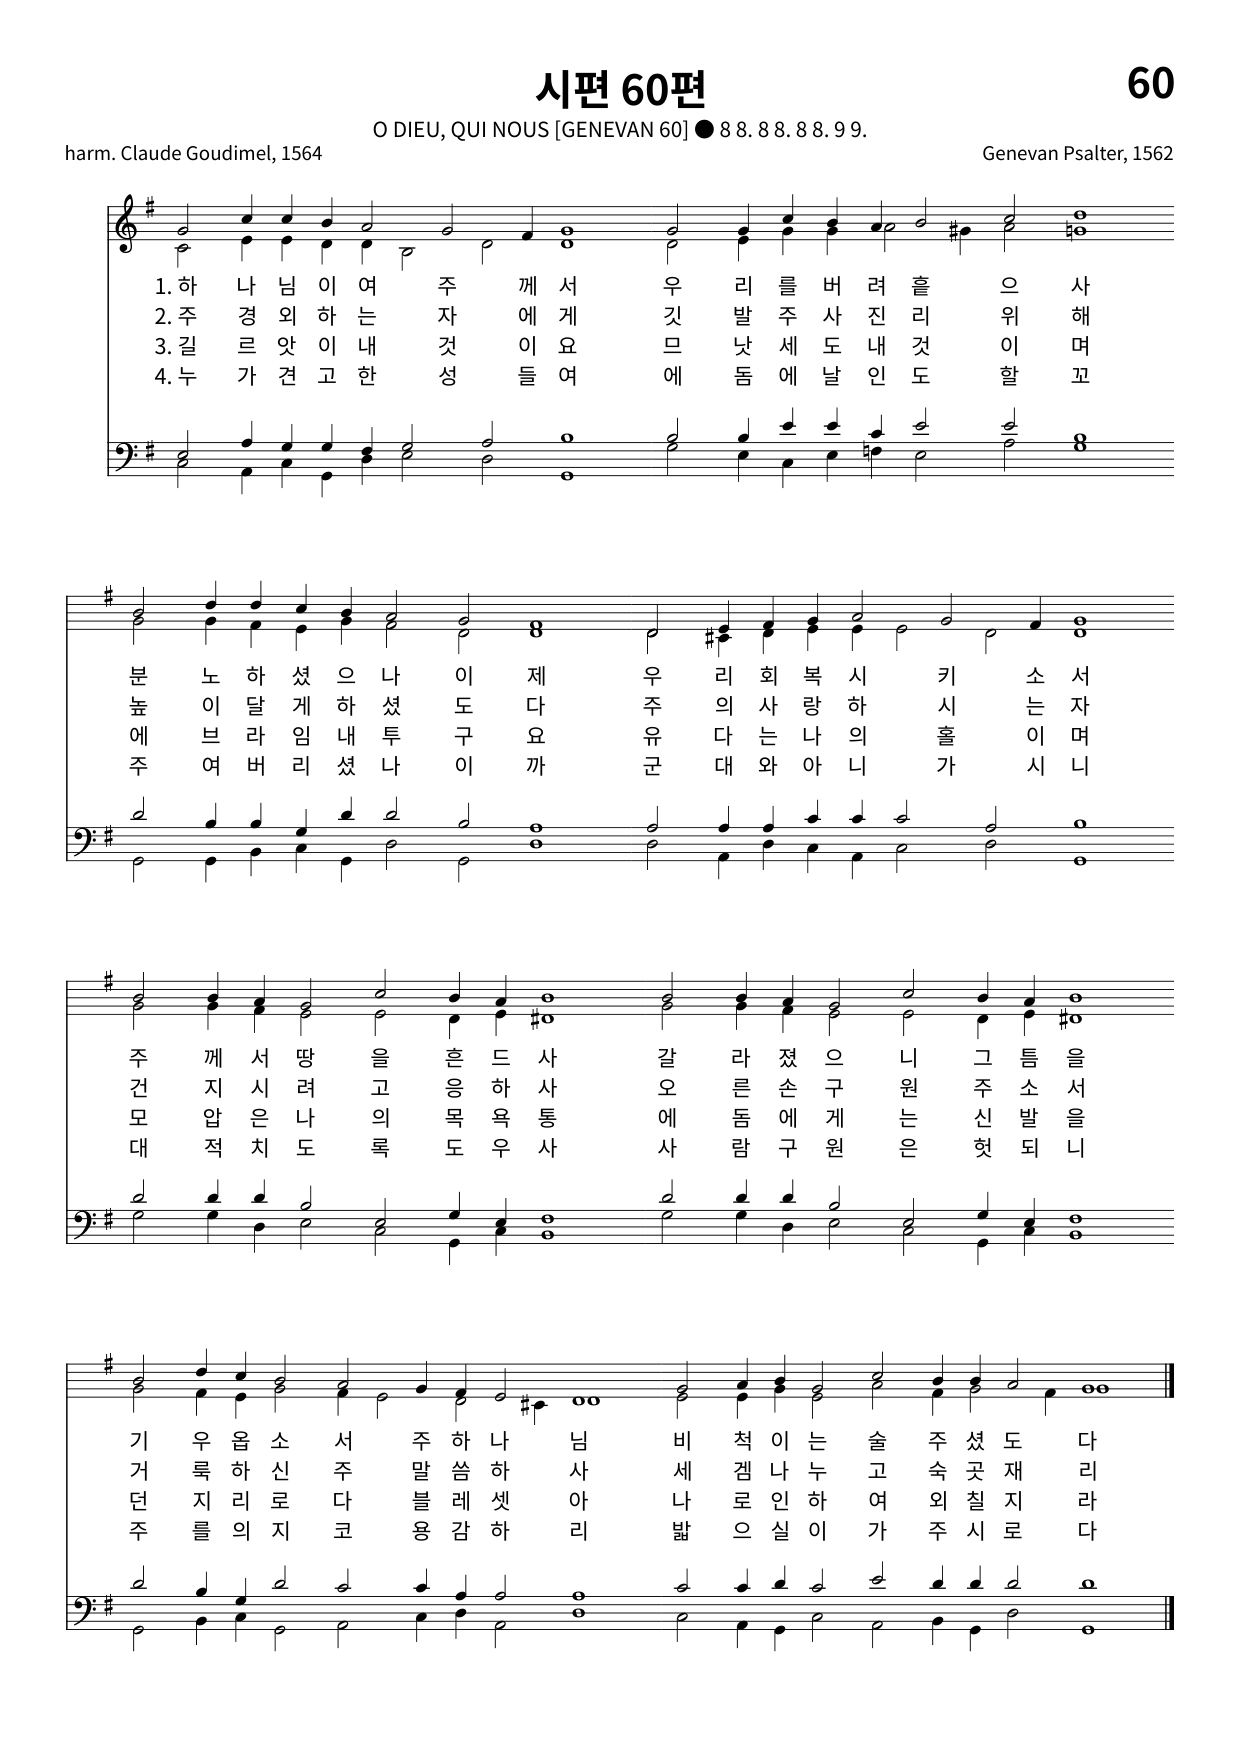 시편 60편
60
O DIEU, QUI NOUS [GENEVAN 60] ● 8 8. 8 8. 8 8. 9 9.
harm. Claude Goudimel, 1564
Genevan Psalter, 1562
1. 하 나 님 이 여 주 께 서 우 리 를 버 려 흩 으 사
2. 주 경 외 하 는 자 에 게 깃 발 주 사 진 리 위 해
3. 길 르 앗 이 내 것 이 요 므 낫 세 도 내 것 이 며
4. 누 가 견 고 한 성 들 여 에 돔 에 날 인 도 할 꼬
분 노 하 셨 으 나 이 제 우 리 회 복 시 키 소 서
높 이 달 게 하 셨 도 다 주 의 사 랑 하 시 는 자
에 브 라 임 내 투 구 요 유 다 는 나 의 홀 이 며
주 여 버 리 셨 나 이 까 군 대 와 아 니 가 시 니
주 께 서 땅 을 흔 드 사 갈 라 졌 으 니 그 틈 을
건 지 시 려 고 응 하 사 오 른 손 구 원 주 소 서
모 압 은 나 의 목 욕 통 에 돔 에 게 는 신 발 을
대 적 치 도 록 도 우 사 사 람 구 원 은 헛 되 니
기 우 옵 소 서 주 하 나 님 비 척 이 는 술 주 셨 도 다
거 룩 하 신 주 말 씀 하 사 세 겜 나 누 고 숙 곳 재 리
던 지 리 로 다 블 레 셋 아 나 로 인 하 여 외 칠 지 라
주 를 의 지 코 용 감 하 리 밟 으 실 이 가 주 시 로 다